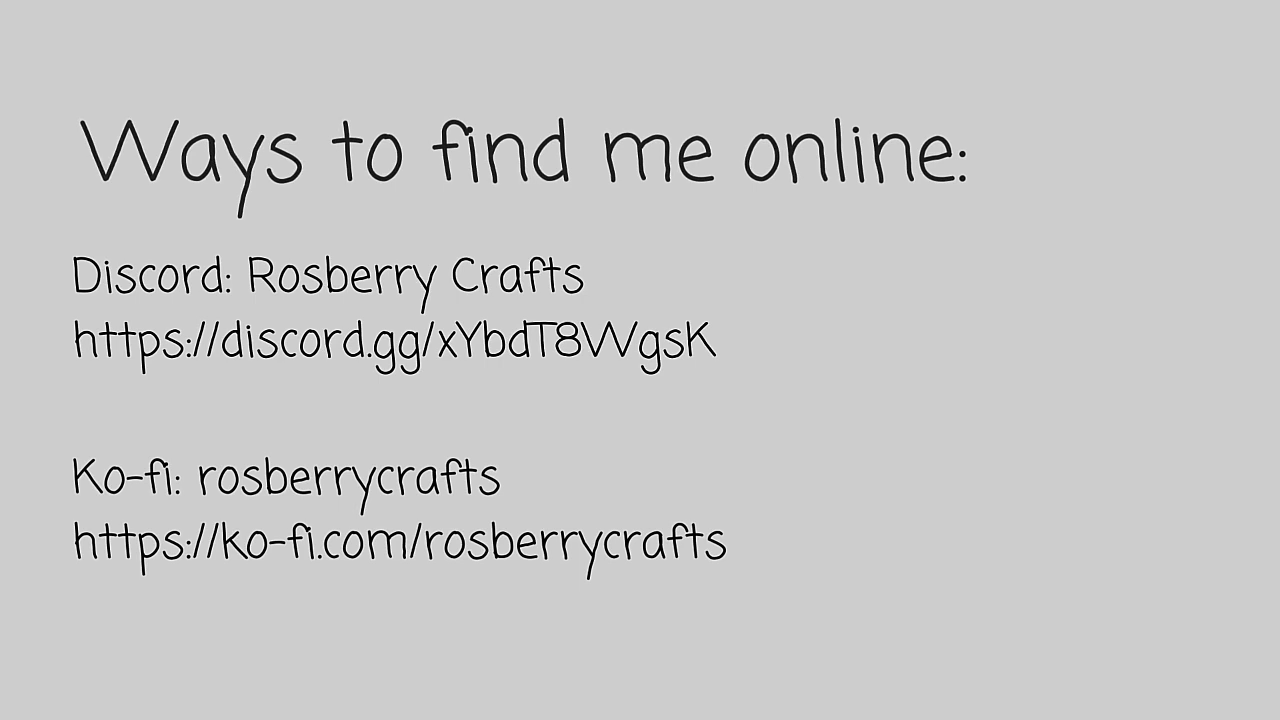 Ways to find me online:
Discord: Rosberry Crafts
https://discord.gg/xYbdT8WgsK
Ko-fi: rosberrycrafts
https://ko-fi.com/rosberrycrafts